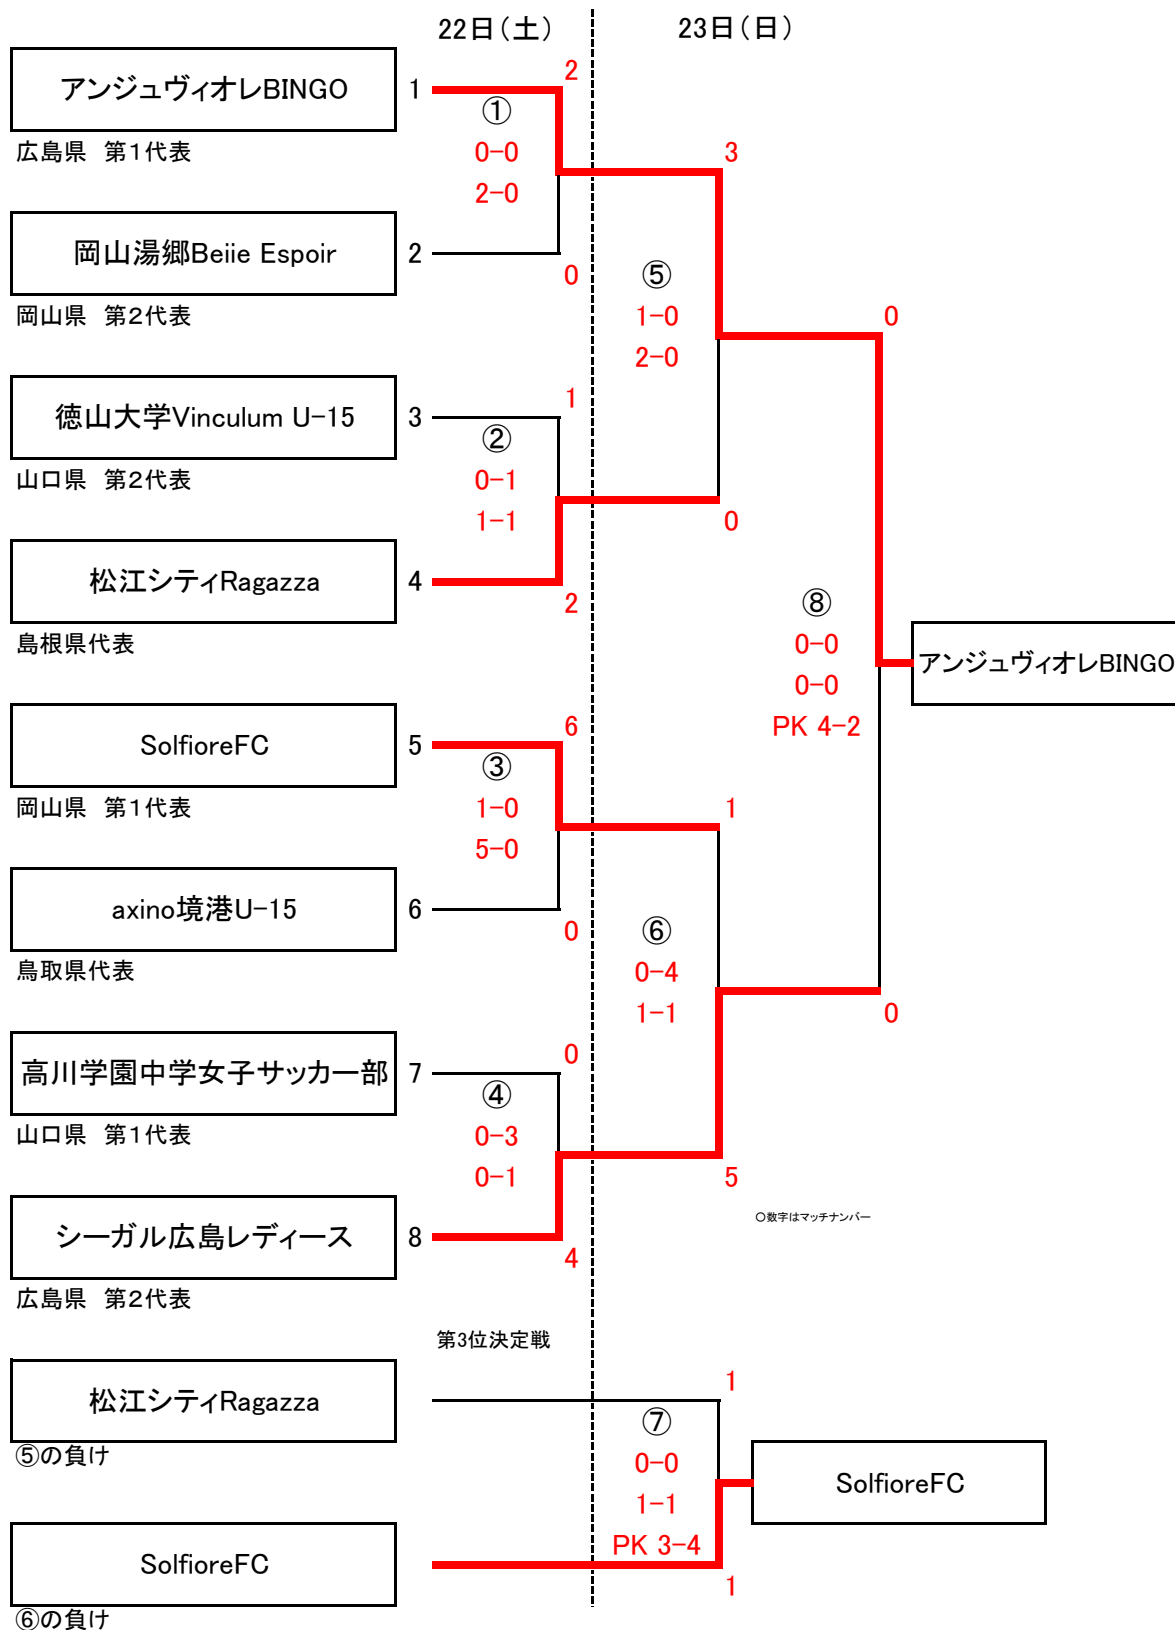 22日(土)
23日(日)
アンジュヴィオレBINGO
1
2
①
0-0
2-0
広島県　第1代表
3
岡山湯郷Beiie Espoir
2
0
岡山県　第2代表
⑤
1-0
2-0
0
徳山大学Vinculum U-15
3
1
②
0-1
1-1
山口県　第2代表
0
松江シティRagazza
4
2
島根県代表
⑧
0-0
0-0
PK 4-2
アンジュヴィオレBINGO
SolfioreFC
5
6
③
1-0
5-0
岡山県　第1代表
1
axino境港U-15
6
0
鳥取県代表
⑥
0-4
1-1
0
高川学園中学女子サッカー部
7
0
④
0-3
0-1
山口県　第1代表
5
〇数字はマッチナンバー
シーガル広島レディース
8
4
広島県　第2代表
第3位決定戦
松江シティRagazza
1
⑤の負け
⑦
0-0
1-1
PK 3-4
SolfioreFC
SolfioreFC
1
⑥の負け